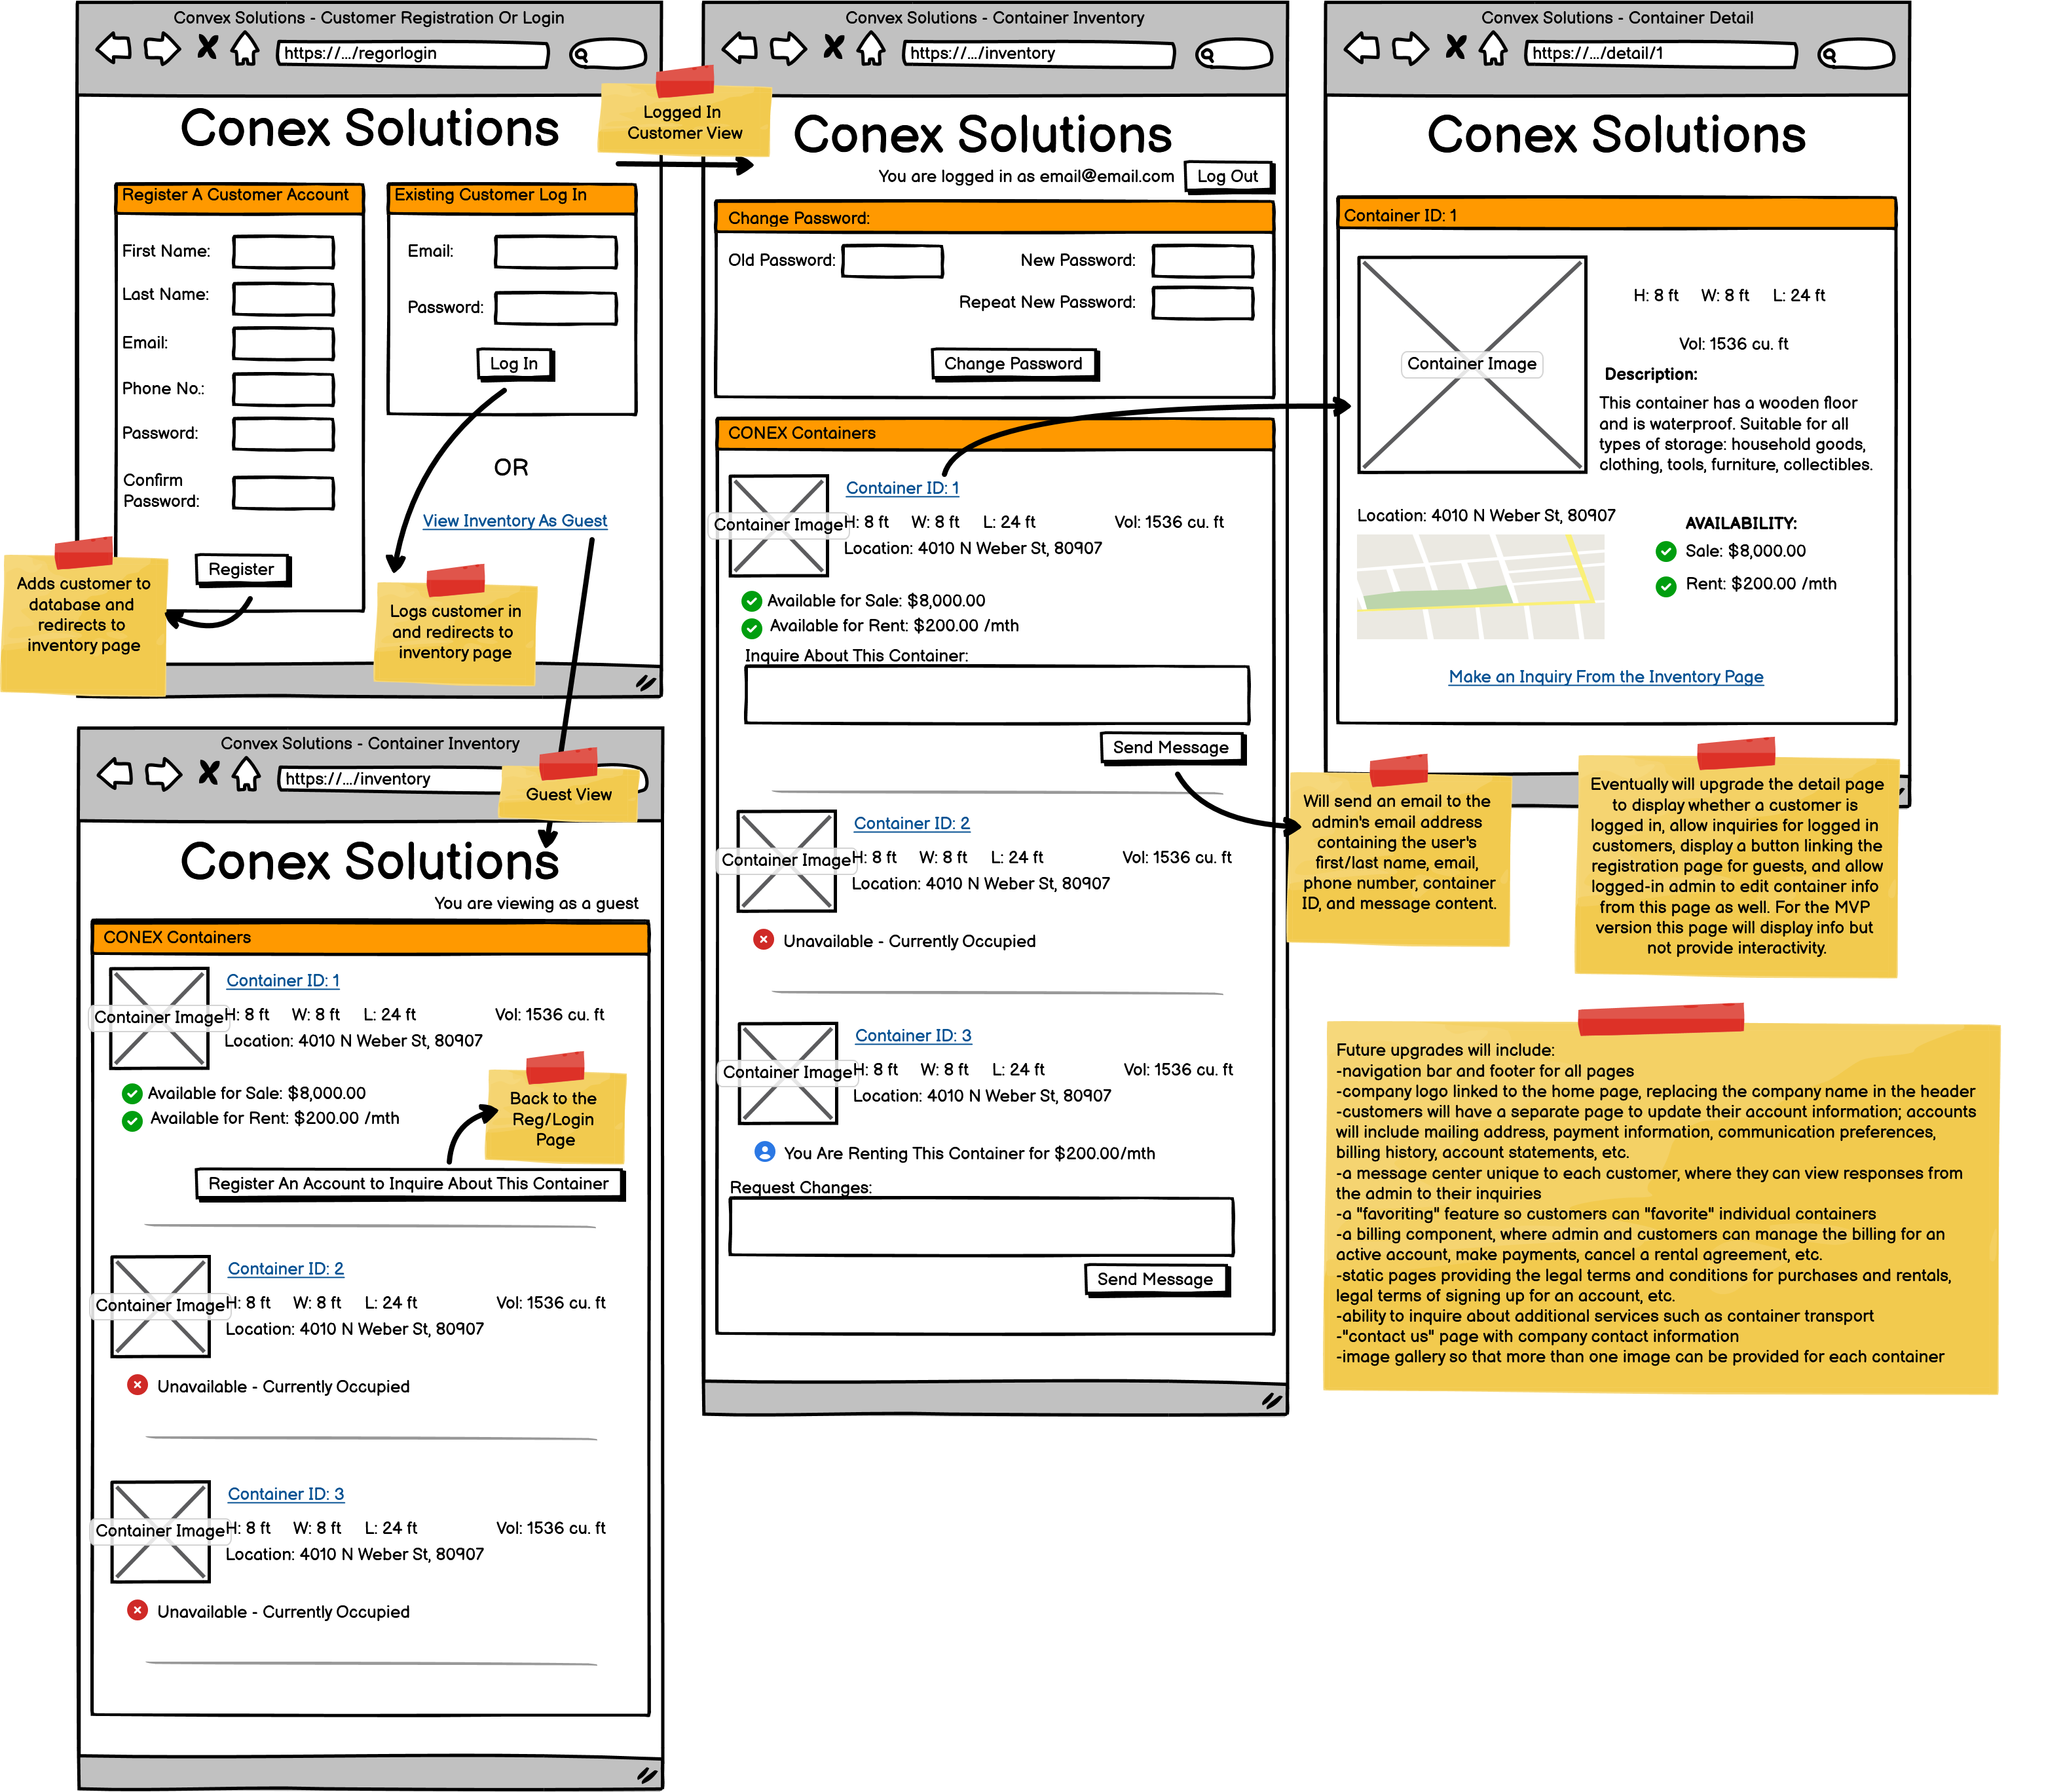 Convex Solutions - Customer Registration Or Login
https://.../regorlogin
Conex Solutions
Register A Customer Account
First Name:
Last Name:
Email:
Phone No.:
Password:
Confirm
Password:
Register
Existing Customer Log In
Email:
Password:
Log In
OR
View Inventory As Guest
Adds customer to
database and
redirects to
inventory page
Logs customer in
and redirects to
inventory page
Logged In
Customer View
Convex Solutions - Container Inventory
https://.../inventory
Guest View
Conex Solutions
You are viewing as a guest
CONEX Containers
Container ID: 1
Container Image
H: 8 ft W: 8 ft L: 24 ft Vol: 1536 cu. ft
Location: 4010 N Weber St, 80907
Available for Sale: $8,000.00
Available for Rent: $200.00 /mth
Back to the
Reg/Login
Page
Register An Account to Inquire About This Container
Container ID: 2
Container Image
H: 8 ft W: 8 ft L: 24 ft Vol: 1536 cu. ft
Location: 4010 N Weber St, 80907
Unavailable - Currently Occupied
Container ID: 3
Container Image
H: 8 ft W: 8 ft L: 24 ft Vol: 1536 cu. ft
Location: 4010 N Weber St, 80907
Unavailable - Currently Occupied
Convex Solutions - Container Inventory
https://.../inventory
Conex Solutions
You are logged in as email@email.com
Log Out
Change Password:
Old Password:
New Password:
Repeat New Password:
Change Password
CONEX Containers
Container ID: 1
Container Image
H: 8 ft W: 8 ft L: 24 ft Vol: 1536 cu. ft
Location: 4010 N Weber St, 80907
Available for Sale: $8,000.00
Available for Rent: $200.00 /mth
Inquire About This Container:
Send Message
Container ID: 2
Container Image
H: 8 ft W: 8 ft L: 24 ft Vol: 1536 cu. ft
Location: 4010 N Weber St, 80907
Unavailable - Currently Occupied
Container ID: 3
Container Image
H: 8 ft W: 8 ft L: 24 ft Vol: 1536 cu. ft
Location: 4010 N Weber St, 80907
You Are Renting This Container for $200.00/mth
Request Changes:
Send Message
Convex Solutions - Container Detail
https://.../detail/1
Conex Solutions
Container ID: 1
Container Image
H: 8 ft W: 8 ft L: 24 ft
Vol: 1536 cu. ft
Description:
This container has a wooden floor
and is waterproof. Suitable for all
types of storage: household goods,
clothing, tools, furniture, collectibles.
Location: 4010 N Weber St, 80907
AVAILABILITY:
Sale: $8,000.00
Rent: $200.00 /mth
Make an Inquiry From the Inventory Page
Will send an email to the
admin's email address
containing the user's
first/last name, email,
phone number, container
ID, and message content.
Eventually will upgrade the detail page
to display whether a customer is
logged in, allow inquiries for logged in
customers, display a button linking the
registration page for guests, and allow
logged-in admin to edit container info
from this page as well. For the MVP
version this page will display info but
not provide interactivity.
Future upgrades will include:
-navigation bar and footer for all pages
-company logo linked to the home page, replacing the company name in the header
-customers will have a separate page to update their account information; accounts
will include mailing address, payment information, communication preferences,
billing history, account statements, etc.
-a message center unique to each customer, where they can view responses from
the admin to their inquiries
-a "favoriting" feature so customers can "favorite" individual containers
-a billing component, where admin and customers can manage the billing for an
active account, make payments, cancel a rental agreement, etc.
-static pages providing the legal terms and conditions for purchases and rentals,
legal terms of signing up for an account, etc.
-ability to inquire about additional services such as container transport
-"contact us" page with company contact information
-image gallery so that more than one image can be provided for each container